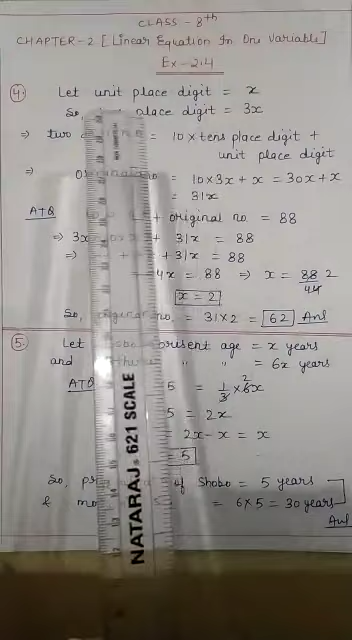 CLASS - 8th
CHAPTER-2 [Linear Equation In One Variable]
Ex - 2.4
4. Let unit place digit = x
So, place digit = 3x
⇒ two = 10 × tens place digit +
unit place digit
⇒ = 10×3x + x = 30x + x
= 31x
ATQ + original no. = 88
⇒ 3x + 31x = 88
⇒ + 31x = 88
4x = 88 ⇒ x = 88/44 2
x = 2
So, original no. = 31×2 = 62 Ans
5. Let present age = x years
and " " = 6x years
ATQ 5 = 1/3 × 6x 2
5 = 2x
2x - x = x
= 5
So, of Shobo = 5 years
& = 6×5 = 30 years
Ans
NATARAJ 621 SCALE